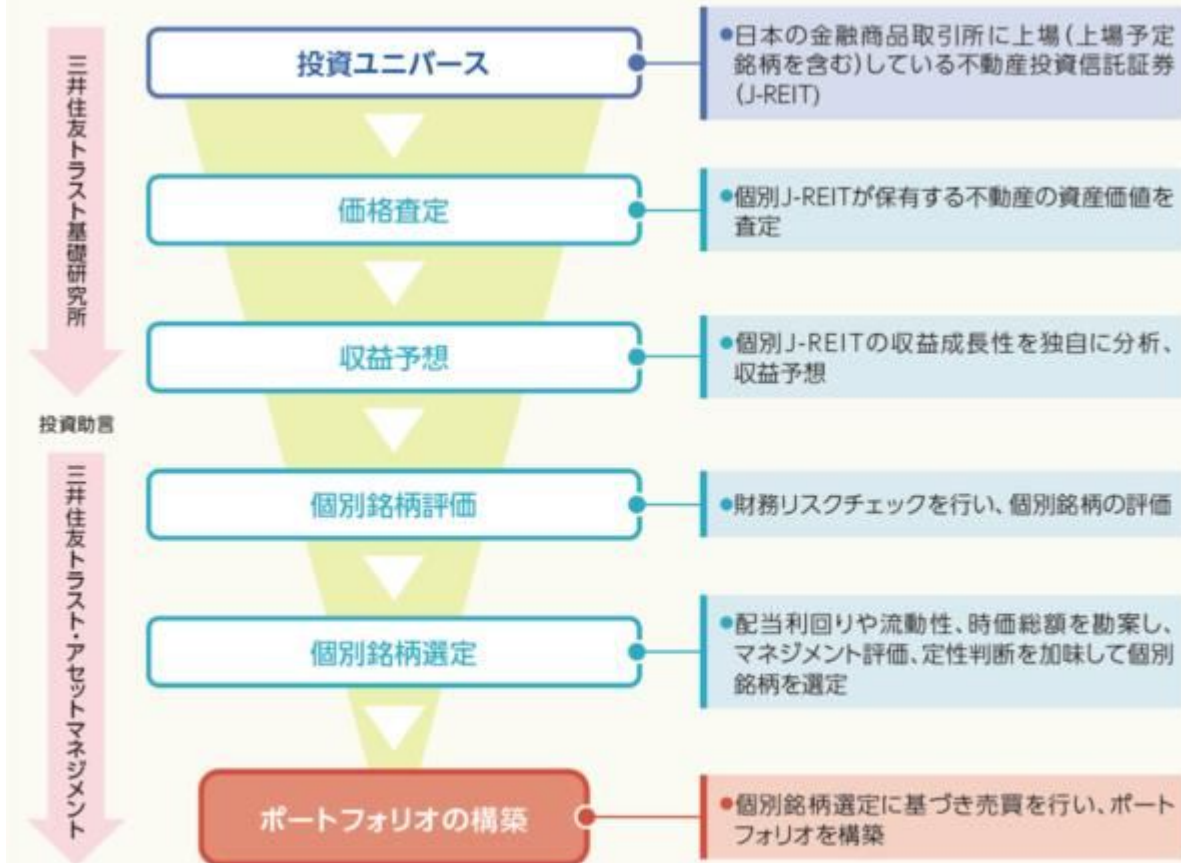 三井住友トラスト基礎研究所
投資助言
三井住友トラスト・アセットマネジメント
投資ユニバース
●日本の金融商品取引所に上場(上場予定
銘柄を含む)している不動産投資信託証券
(J-REIT)
価格査定
●個別J-REITが保有する不動産の資産価値を
査定
収益予想
●個別J-REITの収益成長性を独自に分析、
収益予想
個別銘柄評価
●財務リスクチェックを行い、個別銘柄の評価
個別銘柄選定
●配当利回りや流動性、時価総額を勘案し、
マネジメント評価、定性判断を加味して個別
銘柄を選定
ポートフォリオの構築
●個別銘柄選定に基づき売買を行い、ポート
フォリオを構築